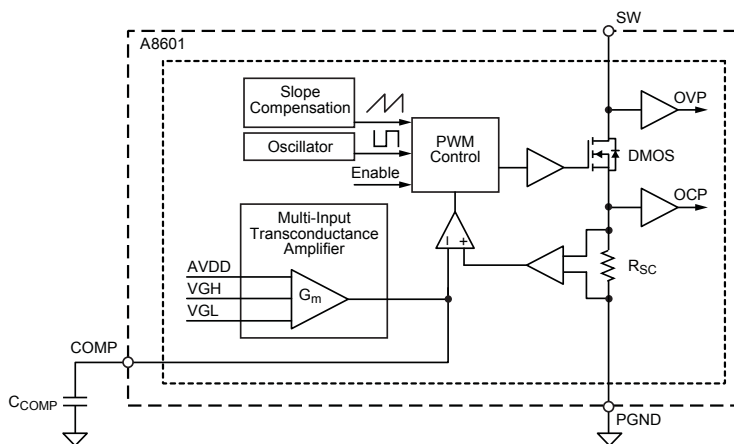 SW
A8601
Slope
Compensation
OVP
Oscillator
PWM
Control
DMOS
Enable
OCP
Multi-Input
Transconductance
Amplifier
– +
AVDD
VGH
VGL
Gm
RSC
COMP
CCOMP
PGND